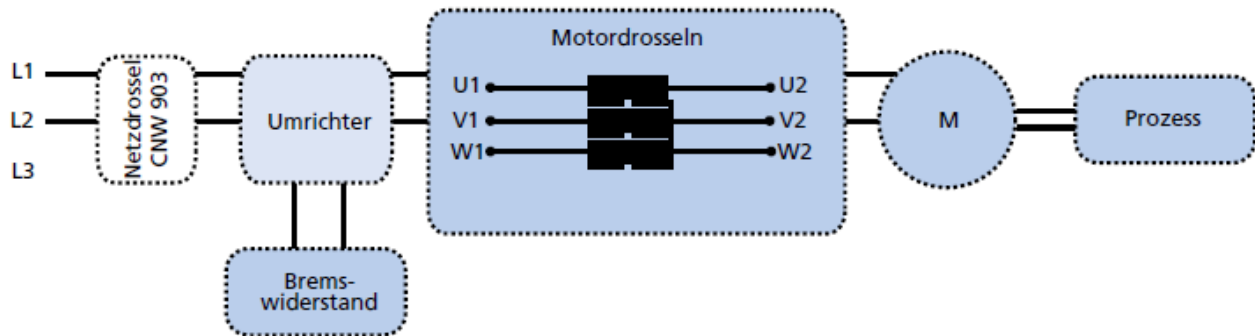 Motordrosseln
L1
L2
L3
Netzdrossel
CNW 903
Umrichter
U1
U2
V1
V2
W1
W2
M
Prozess
Brems-
widerstand